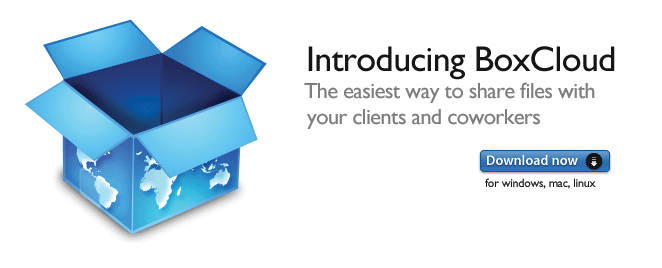 Introducing BoxCloud
The easiest way to share files with
your clients and coworkers
Download now
for windows, mac, linux